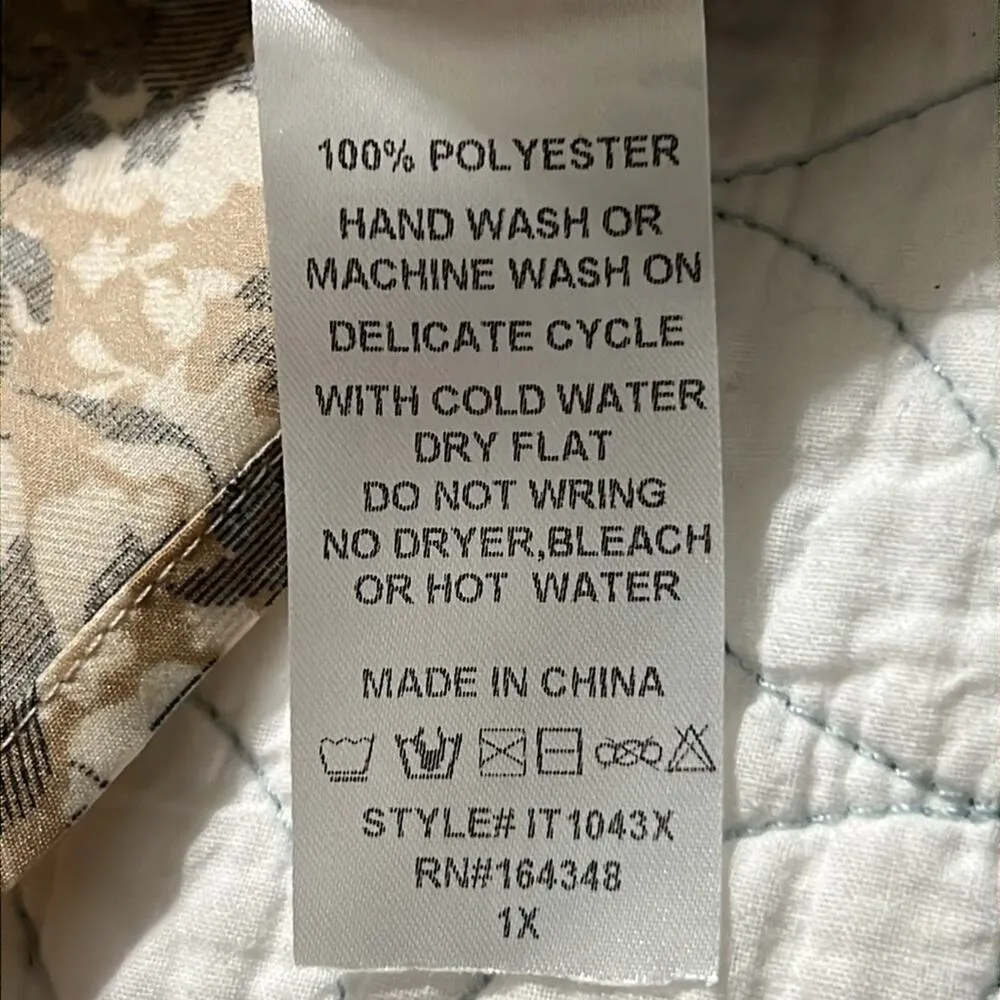 100% POLYESTER
HAND WASH OR
MACHINE WASH ON
DELICATE CYCLE
WITH COLD WATER
DRY FLAT
DO NOT WRING
NO DRYER,BLEACH
OR HOT WATER
MADE IN CHINA
STYLE# IT1043X
RN#164348
1X